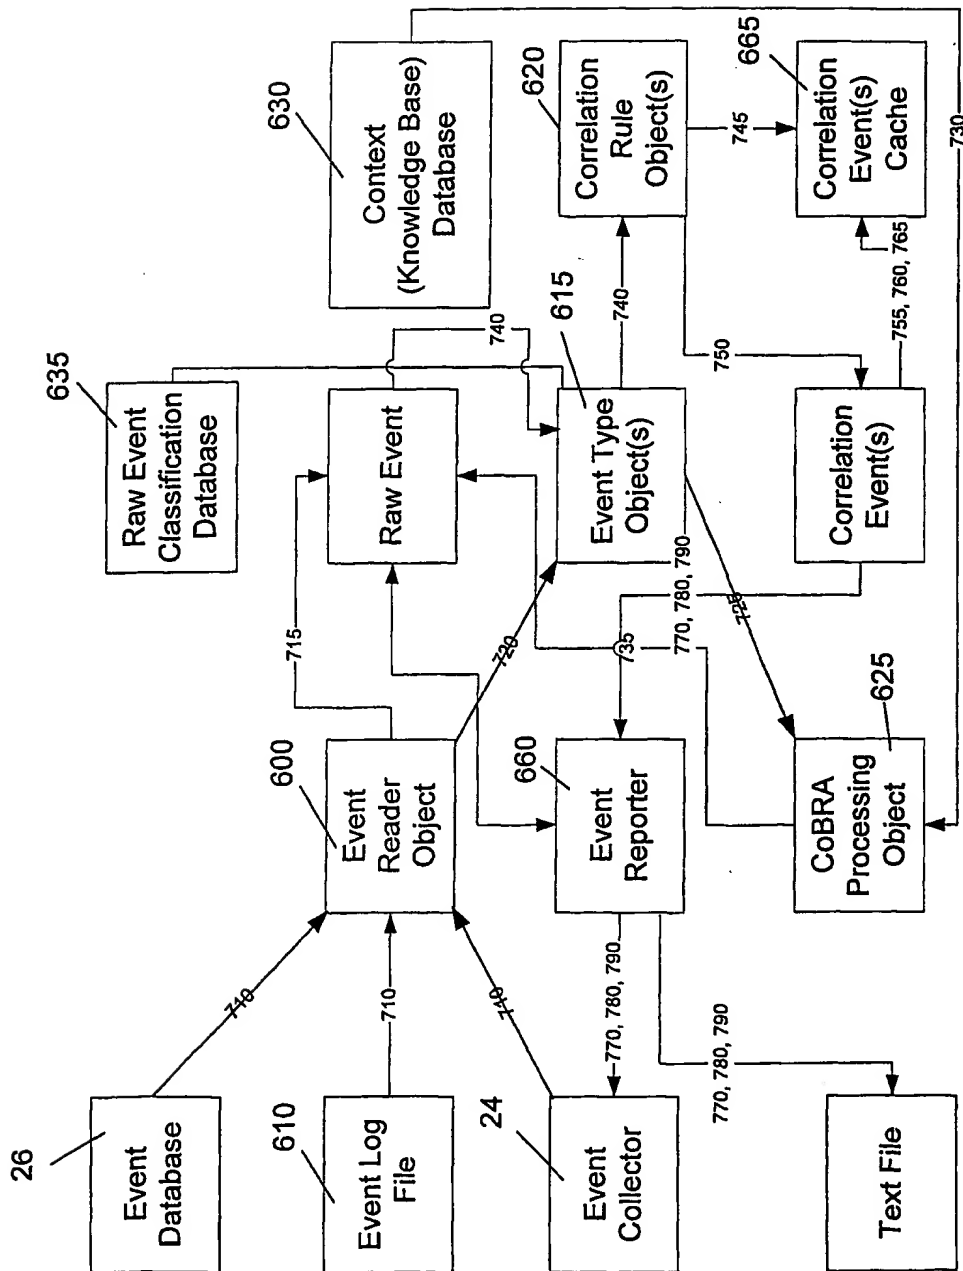 26
Event
Database
610
Event Log
File
24
Event
Collector
Text File
710
710
710
770, 780, 790
770, 780, 790
600
Event
Reader
Object
660
Event
Reporter
CoBRA
Processing
Object
625
715
720
735
770, 780, 790
725
635
Raw Event
Classification
Database
Raw Event
740
615
Event Type
Object(s)
Correlation
Event(s)
740
750
755, 760, 765
630
Context
(Knowledge Base)
Database
620
Correlation
Rule
Object(s)
745
665
Correlation
Event(s)
Cache
730